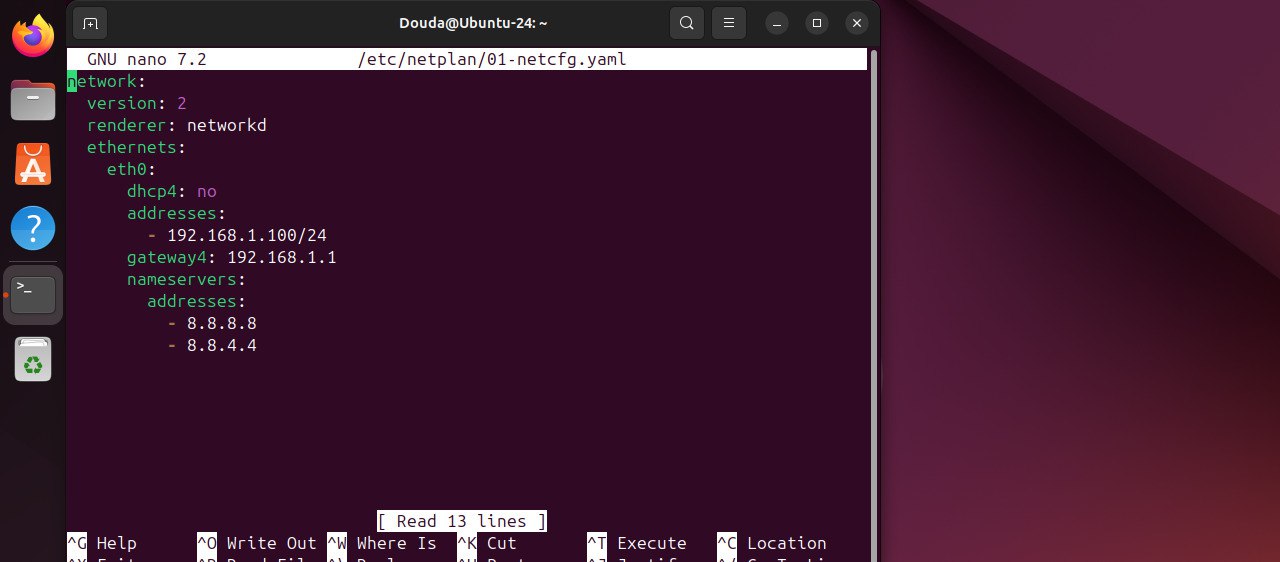 Douda@Ubuntu-24: ~
GNU nano 7.2 /etc/netplan/01-netcfg.yaml
network:
  version: 2
  renderer: networkd
  ethernets:
    eth0:
      dhcp4: no
      addresses:
        - 192.168.1.100/24
      gateway4: 192.168.1.1
      nameservers:
        addresses:
          - 8.8.8.8
          - 8.8.4.4
[ Read 13 lines ]
^G Help ^O Write Out ^W Where Is ^K Cut ^T Execute ^C Location